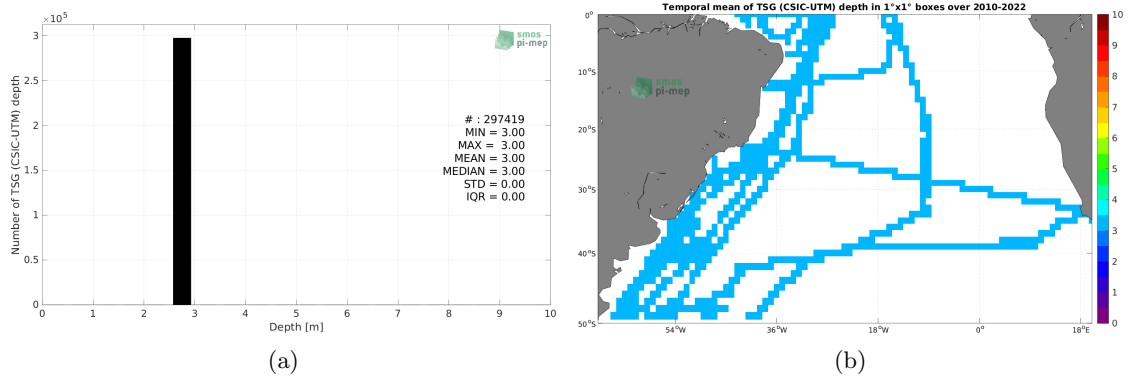 ×10⁵
3
2.5
2
1.5
1
0.5
0
Number of TSG (CSIC-UTM) depth
0 1 2 3 4 5 6 7 8 9 10
Depth [m]
smos
pi-mep
# : 297419
MIN = 3.00
MAX = 3.00
MEAN = 3.00
MEDIAN = 3.00
STD = 0.00
IQR = 0.00
(a)
Temporal mean of TSG (CSIC-UTM) depth in 1°x1° boxes over 2010-2022
0°
10°S
20°S
30°S
40°S
50°S
54°W 36°W 18°W 0° 18°E
smos
pi-mep
10
9
8
7
6
5
4
3
2
1
0
(b)